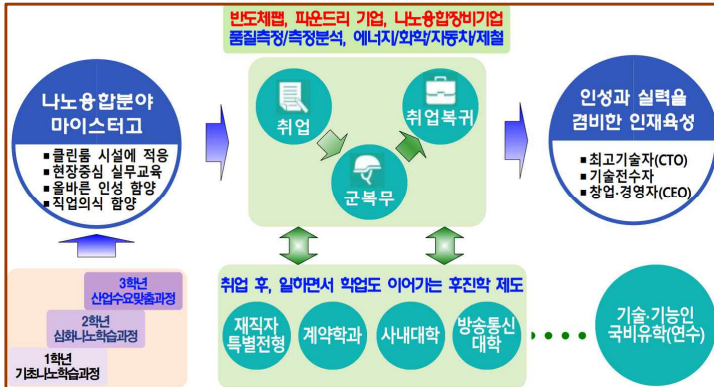 반도체팹, 파운드리 기업, 나노융합장비기업
품질측정/측정분석, 에너지/화학/자동차/제철
나노융합분야
마이스터고
■ 클린룸 시설에 적응
■ 현장중심 실무교육
■ 올바른 인성 함양
■ 직업의식 함양
취업
취업복귀
군복무
인성과 실력을
겸비한 인재육성
■ 최고기술자(CTO)
■ 기술전수자
■ 창업·경영자(CEO)
3학년
산업수요맞춤과정
2학년
심화나노학습과정
1학년
기초나노학습과정
취업 후, 일하면서 학업도 이어가는 후진학 제도
재직자
특별전형
계약학과
사내대학
방송통신
대학
기술·기능인
국비유학(연수)